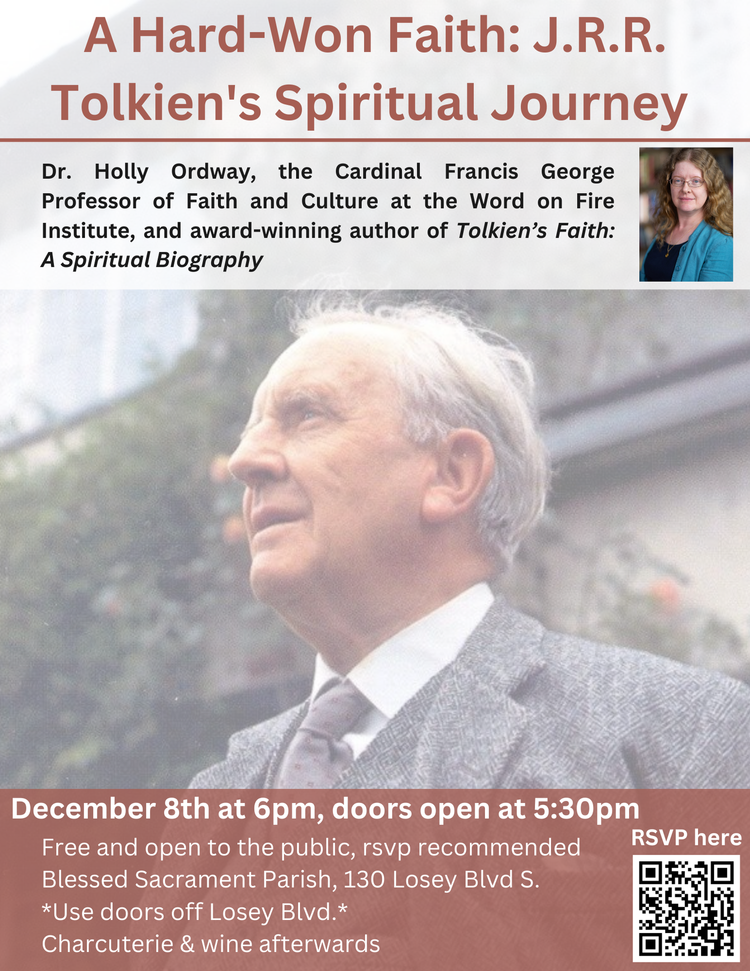 A Hard-Won Faith: J.R.R.
Tolkien's Spiritual Journey
Dr. Holly Ordway, the Cardinal Francis George
Professor of Faith and Culture at the Word on Fire
Institute, and award-winning author of Tolkien’s Faith:
A Spiritual Biography
December 8th at 6pm, doors open at 5:30pm
Free and open to the public, rsvp recommended
Blessed Sacrament Parish, 130 Losey Blvd S.
*Use doors off Losey Blvd.*
Charcuterie & wine afterwards
RSVP here